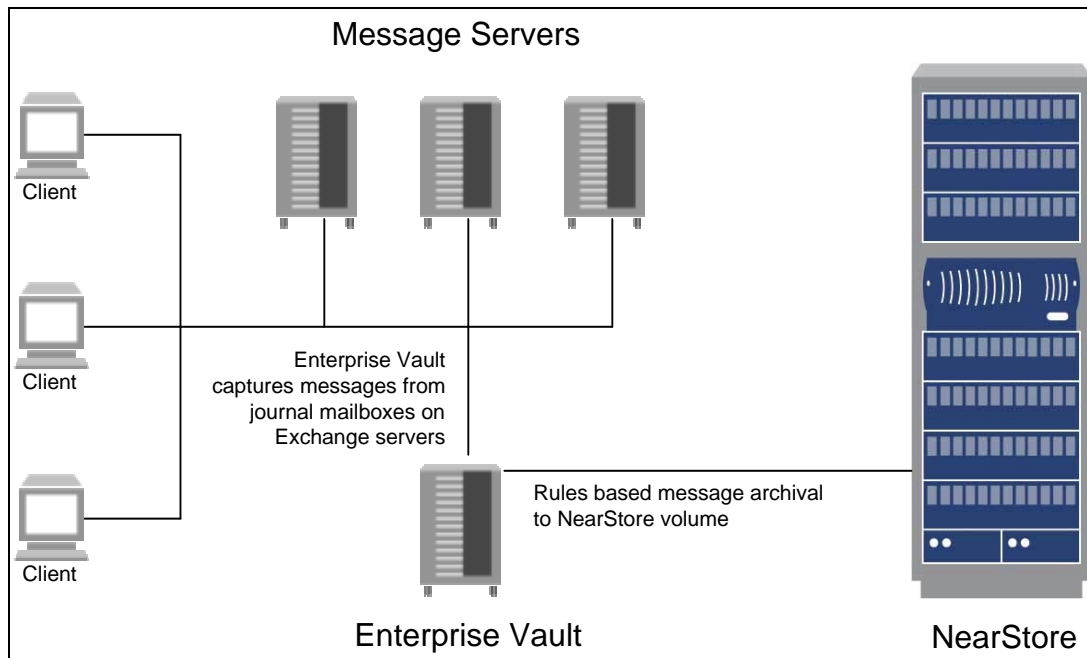 Message Servers
Client
Client
Enterprise Vault
captures messages from
journal mailboxes on
Exchange servers
Rules based message archival
to NearStore volume
Client
Enterprise Vault
NearStore